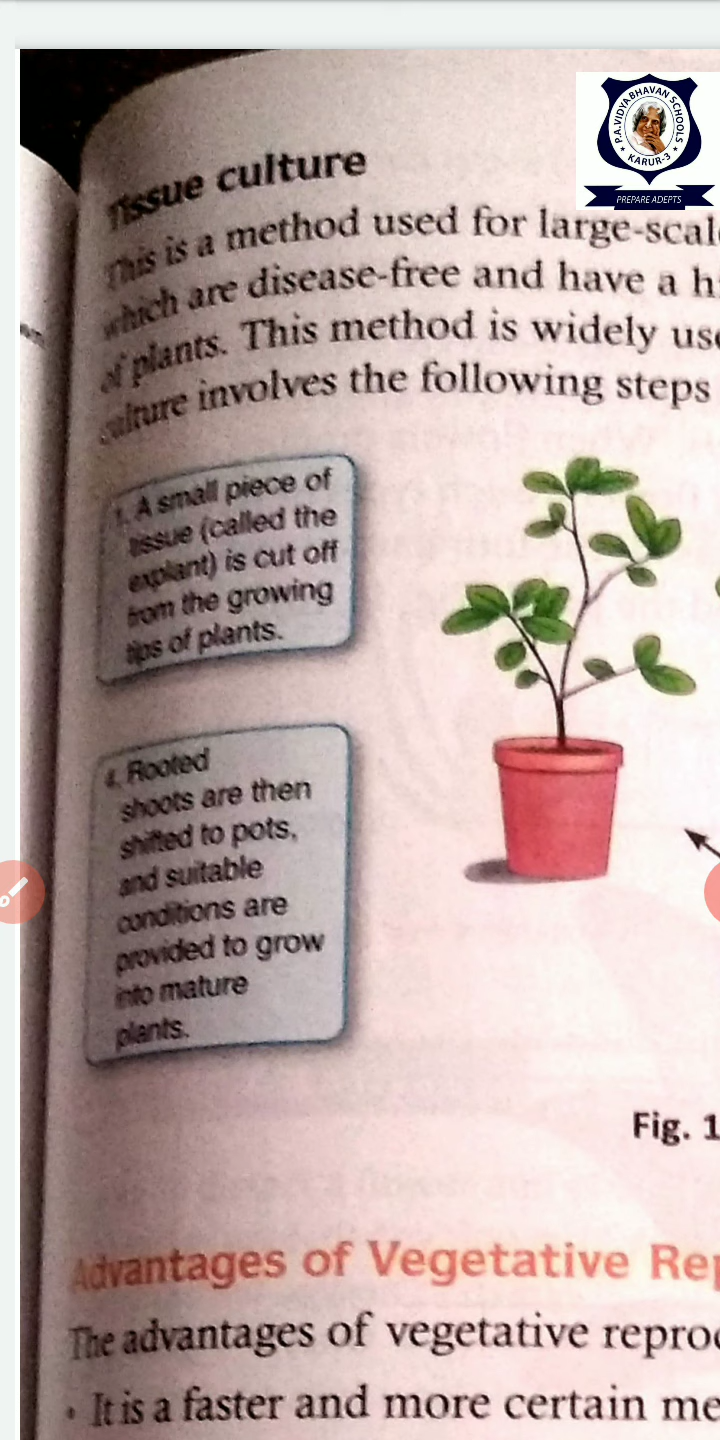 P.A.VIDYABHAVAN SCHOOLS
KARUR-3
PREPARE ADEPTS
Tissue culture
This is a method used for large-scal
which are disease-free and have a h
of plants. This method is widely us
culture involves the following steps
1. A small piece of
tissue (called the
explant) is cut off
from the growing
tips of plants.
4. Rooted
shoots are then
shifted to pots,
and suitable
conditions are
provided to grow
into mature
plants.
Fig. 1
Advantages of Vegetative Rep
The advantages of vegetative repro
• It is a faster and more certain me